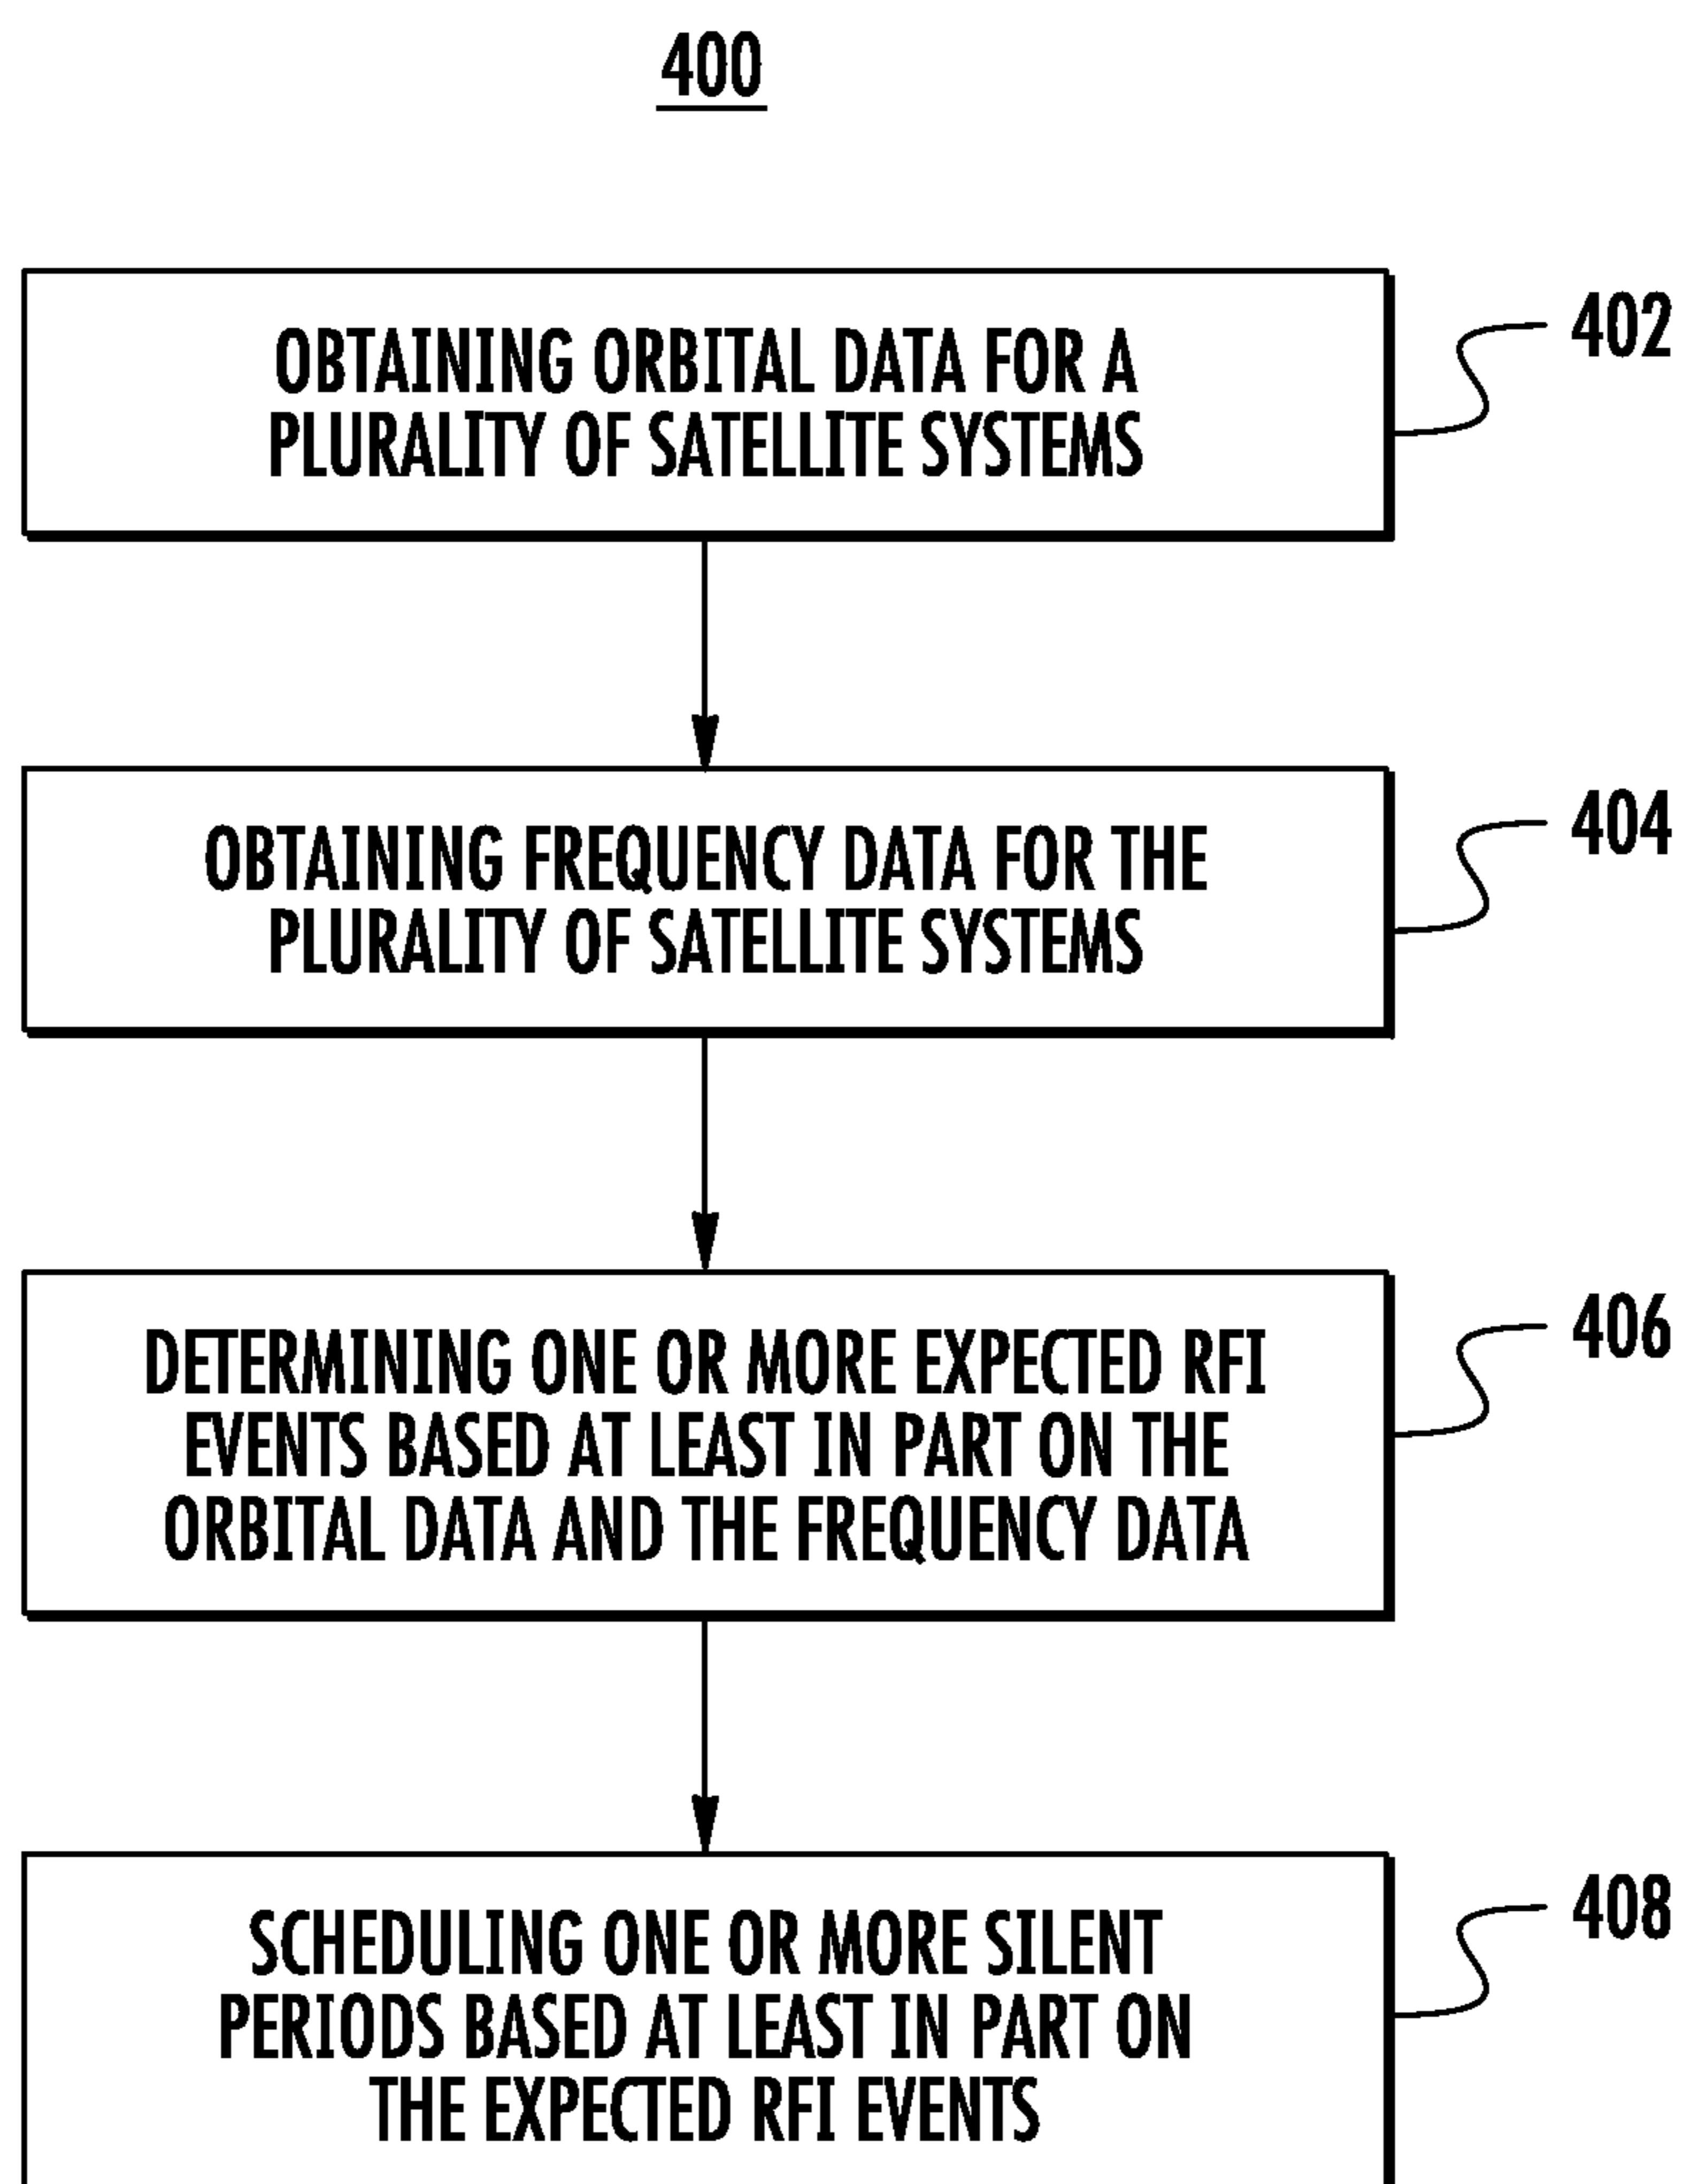 400
OBTAINING ORBITAL DATA FOR A
PLURALITY OF SATELLITE SYSTEMS
402
OBTAINING FREQUENCY DATA FOR THE
PLURALITY OF SATELLITE SYSTEMS
404
DETERMINING ONE OR MORE EXPECTED RFI
EVENTS BASED AT LEAST IN PART ON THE
ORBITAL DATA AND THE FREQUENCY DATA
406
SCHEDULING ONE OR MORE SILENT
PERIODS BASED AT LEAST IN PART ON
THE EXPECTED RFI EVENTS
408